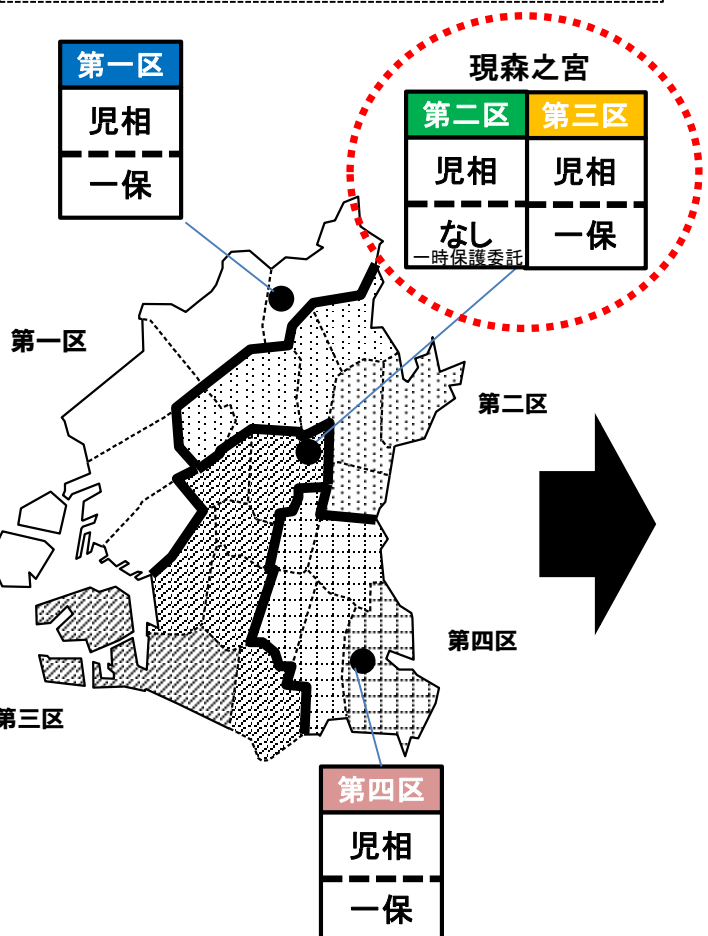 第一区
児相
一保
現森之宮
第二区
第三区
児相
児相
なし
一時保護委託
一保
第一区
第二区
第四区
第三区
第四区
児相
一保